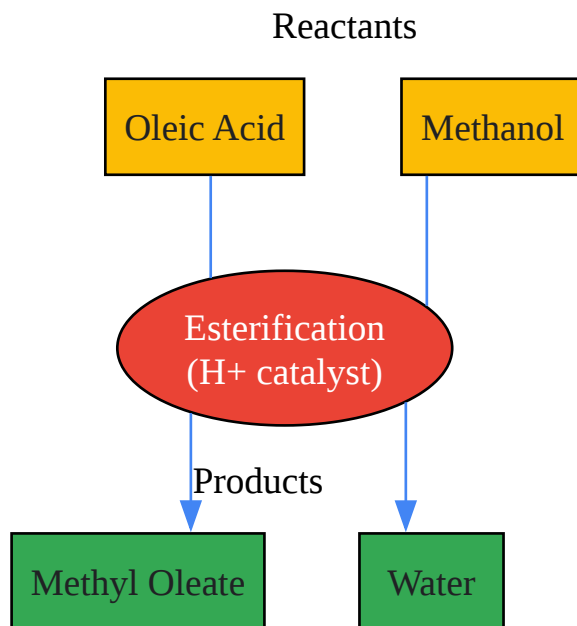 Reactants
Oleic Acid
Methanol
Esterification
(H+ catalyst)
Products
Methyl Oleate
Water